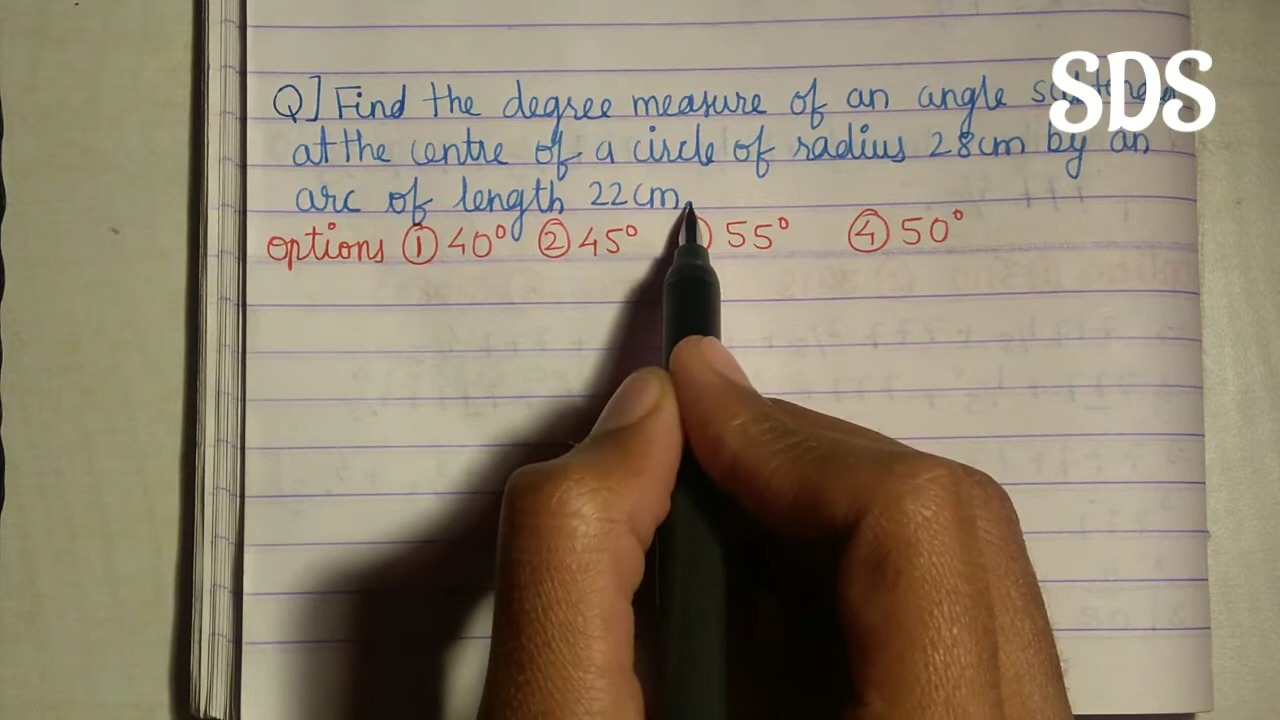 SDS
Q] Find the degree measure of an angle
at the centre of a circle of radius 28cm by an
arc of length 22cm.
options ① 40° ② 45° 55° ④ 50°